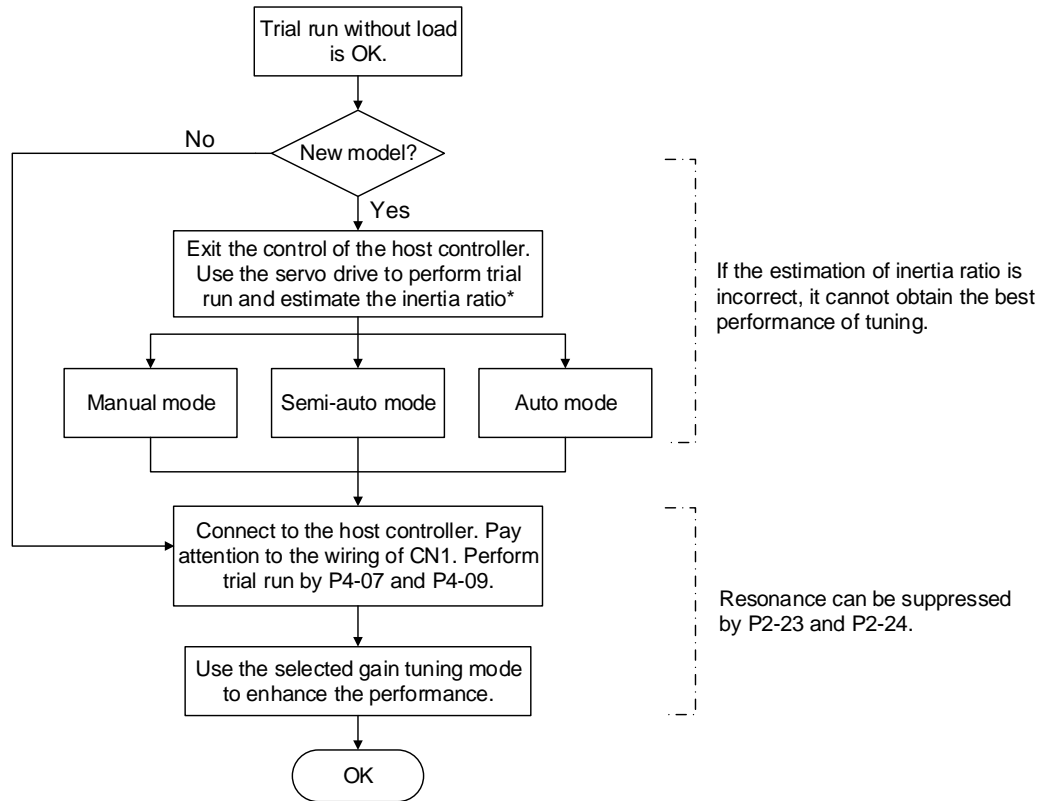 Trial run without load
is OK.
No
New model?
Yes
Exit the control of the host controller.
Use the servo drive to perform trial
run and estimate the inertia ratio*
If the estimation of inertia ratio is
incorrect, it cannot obtain the best
performance of tuning.
Manual mode
Semi-auto mode
Auto mode
Connect to the host controller. Pay
attention to the wiring of CN1. Perform
trial run by P4-07 and P4-09.
Resonance can be suppressed
by P2-23 and P2-24.
Use the selected gain tuning mode
to enhance the performance.
OK